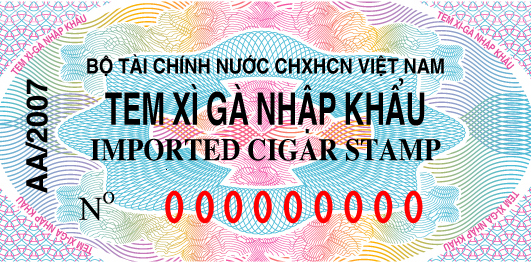 TEM XÌ-GÀ NHẬP KHẨU
TEM XÌ-GÀ NHẬP KHẨU
BỘ TÀI CHÍNH NƯỚC CHXHCN VIỆT NAM
TEM XÌ GÀ NHẬP KHẨU
IMPORTED CIGAR STAMP
AA/2007
Nº 000000000
TEM XÌ-GÀ NHẬP KHẨU
TEM XÌ-GÀ NHẬP KHẨU